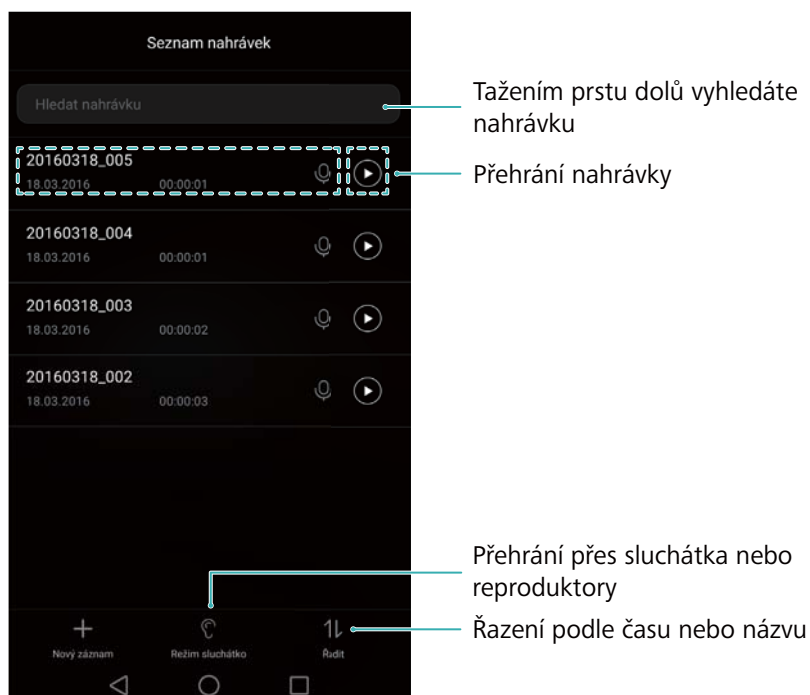 Seznam nahrávek
Hledat nahrávku
Tažením prstu dolů vyhledáte
nahrávku
20160318_005
18.03.2016 00:00:01
Přehrání nahrávky
20160318_004
18.03.2016 00:00:01
20160318_003
18.03.2016 00:00:02
20160318_002
18.03.2016 00:00:03
Přehrání přes sluchátka nebo
reproduktory
Řazení podle času nebo názvu
Nový záznam Režim sluchátko Řídit